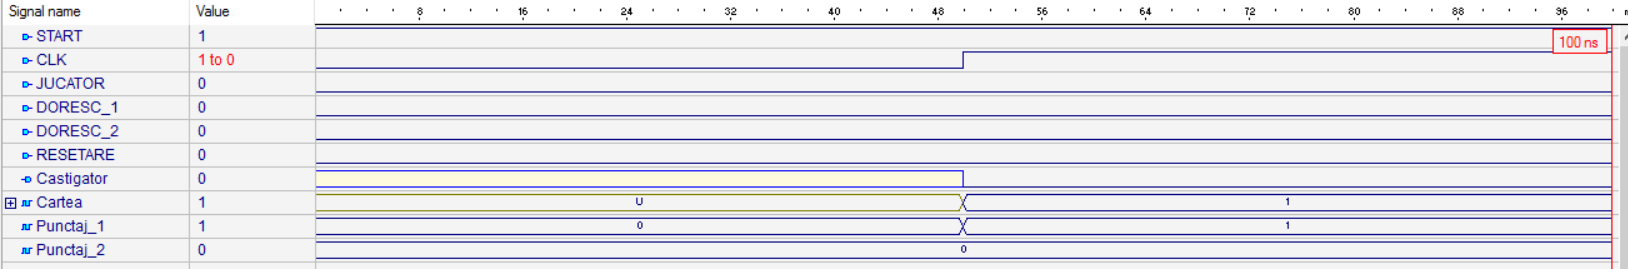 Signal name Value 8 16 24 32 40 48 56 64 72 80 88 96
START 1 100 ns
CLK 1 to 0
JUCATOR 0
DORESC_1 0
DORESC_2 0
RESETARE 0
Castigator 0
Cartea 1 U 1
Punctaj_1 1 0 1
Punctaj_2 0 0